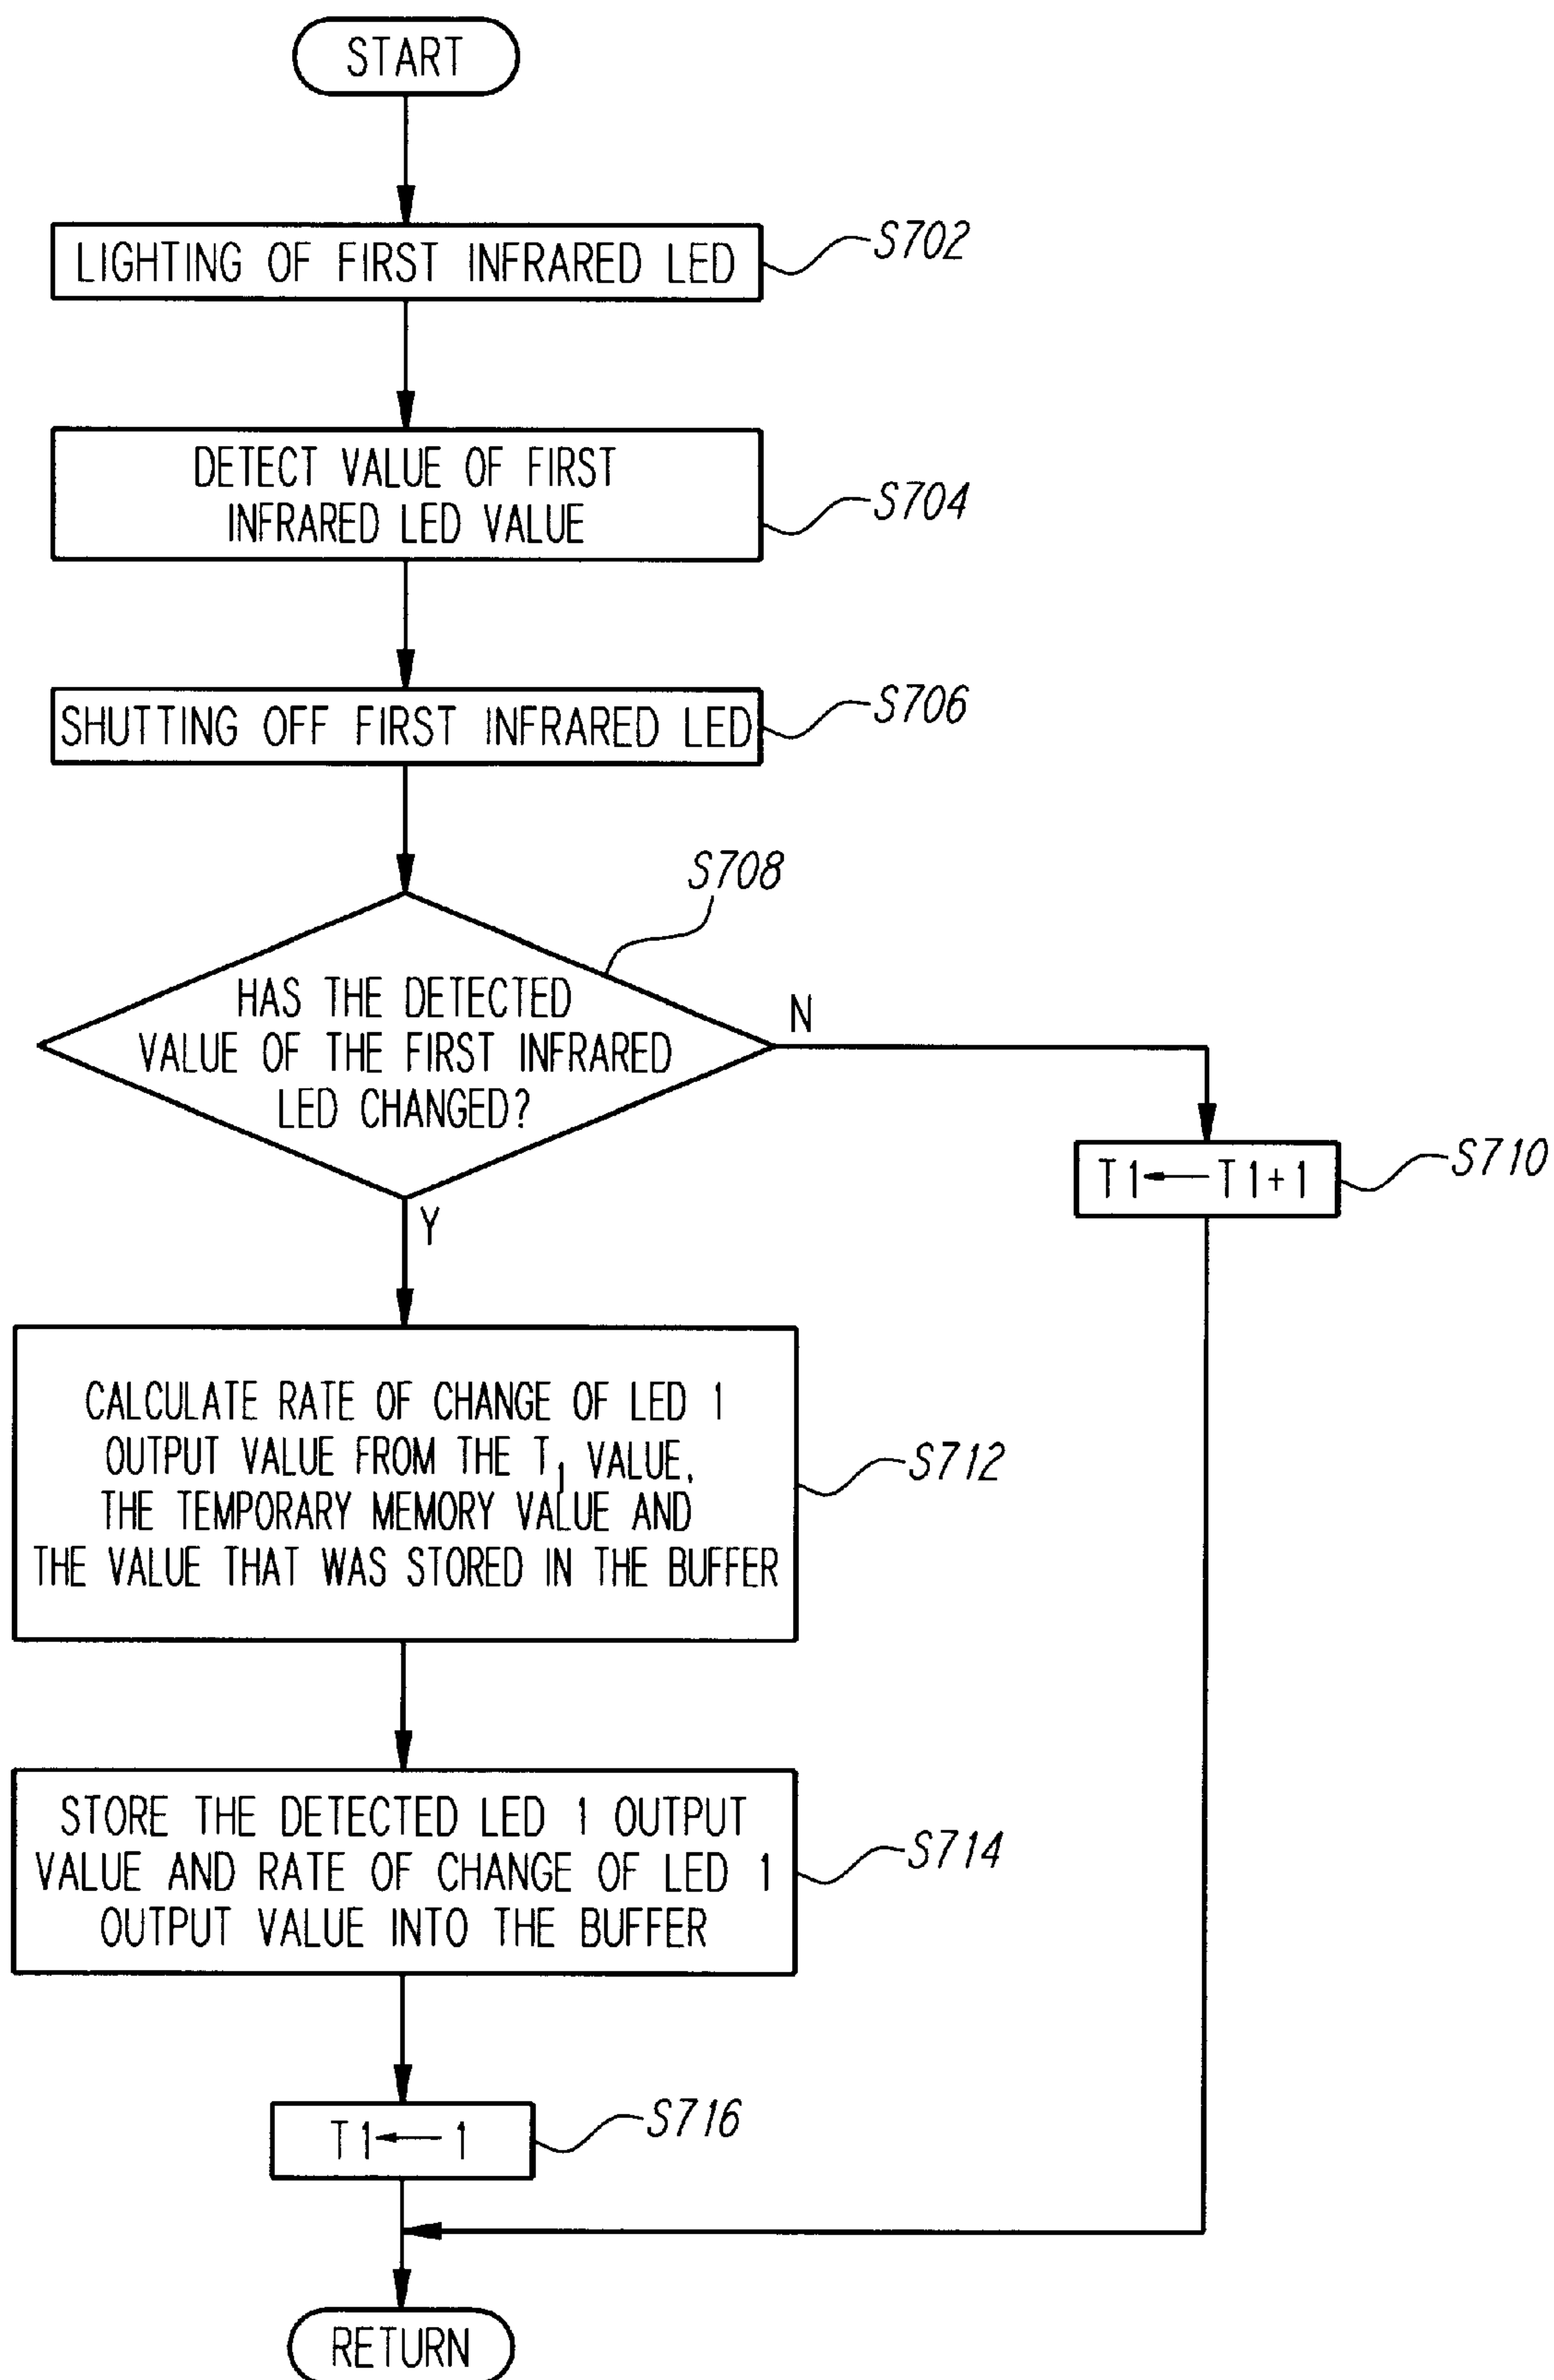 START
LIGHTING OF FIRST INFRARED LED
S702
DETECT VALUE OF FIRST
INFRARED LED VALUE
S704
SHUTTING OFF FIRST INFRARED LED
S706
S708
HAS THE DETECTED
VALUE OF THE FIRST INFRARED
LED CHANGED?
N
Y
T1←T1+1
S710
CALCULATE RATE OF CHANGE OF LED 1
OUTPUT VALUE FROM THE T₁ VALUE,
THE TEMPORARY MEMORY VALUE AND
THE VALUE THAT WAS STORED IN THE BUFFER
S712
STORE THE DETECTED LED 1 OUTPUT
VALUE AND RATE OF CHANGE OF LED 1
OUTPUT VALUE INTO THE BUFFER
S714
T1←1
S716
RETURN